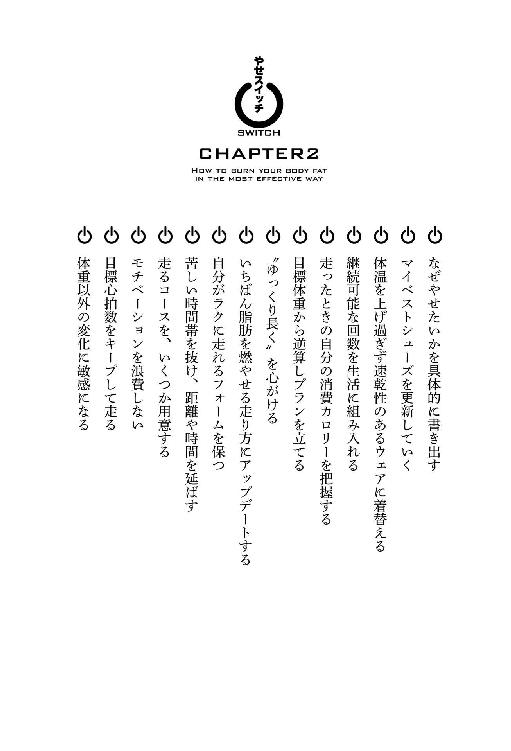 やせスイッチ
SWITCH
CHAPTER2
HOW TO BURN YOUR BODY FAT
IN THE MOST EFFECTIVE WAY
なぜやせたいかを具体的に書き出す
マイベストシューズを更新していく
体温を上げ過ぎず速乾性のあるウェアに着替える
継続可能な回数を生活に組み入れる
走ったときの自分の消費カロリーを把握する
目標体重から逆算しプランを立てる
〝ゆっくり長く〟を心がける
いちばん脂肪を燃やせる走り方にアップデートする
自分がラクに走れるフォームを保つ
苦しい時間帯を抜け、距離や時間を延ばす
走るコースを、いくつか用意する
モチベーションを浪費しない
目標心拍数をキープして走る
体重以外の変化に敏感になる